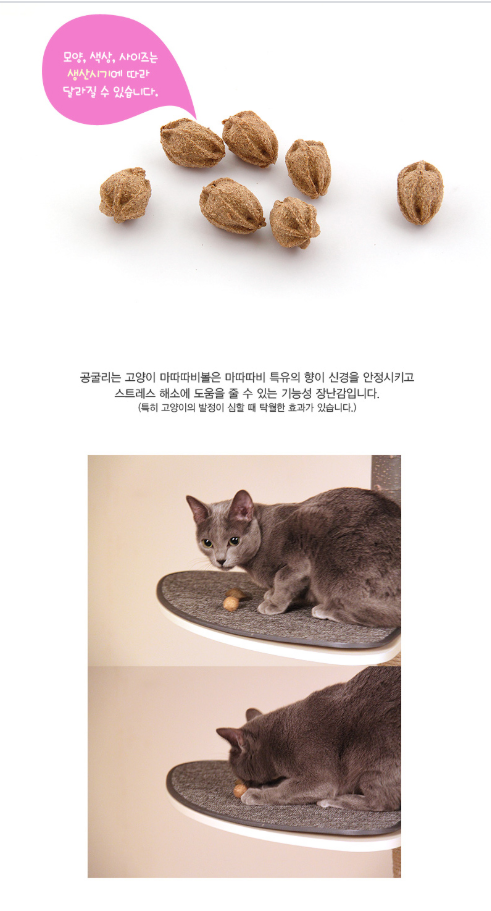 모양, 색상, 사이즈는
생산시기에 따라
달라질 수 있습니다.
공굴리는 고양이 마따따비볼은 마따따비 특유의 향이 신경을 안정시키고
스트레스 해소에 도움을 줄 수 있는 기능성 장난감입니다.
(특히 고양이의 발정이 심할 때 탁월한 효과가 있습니다.)